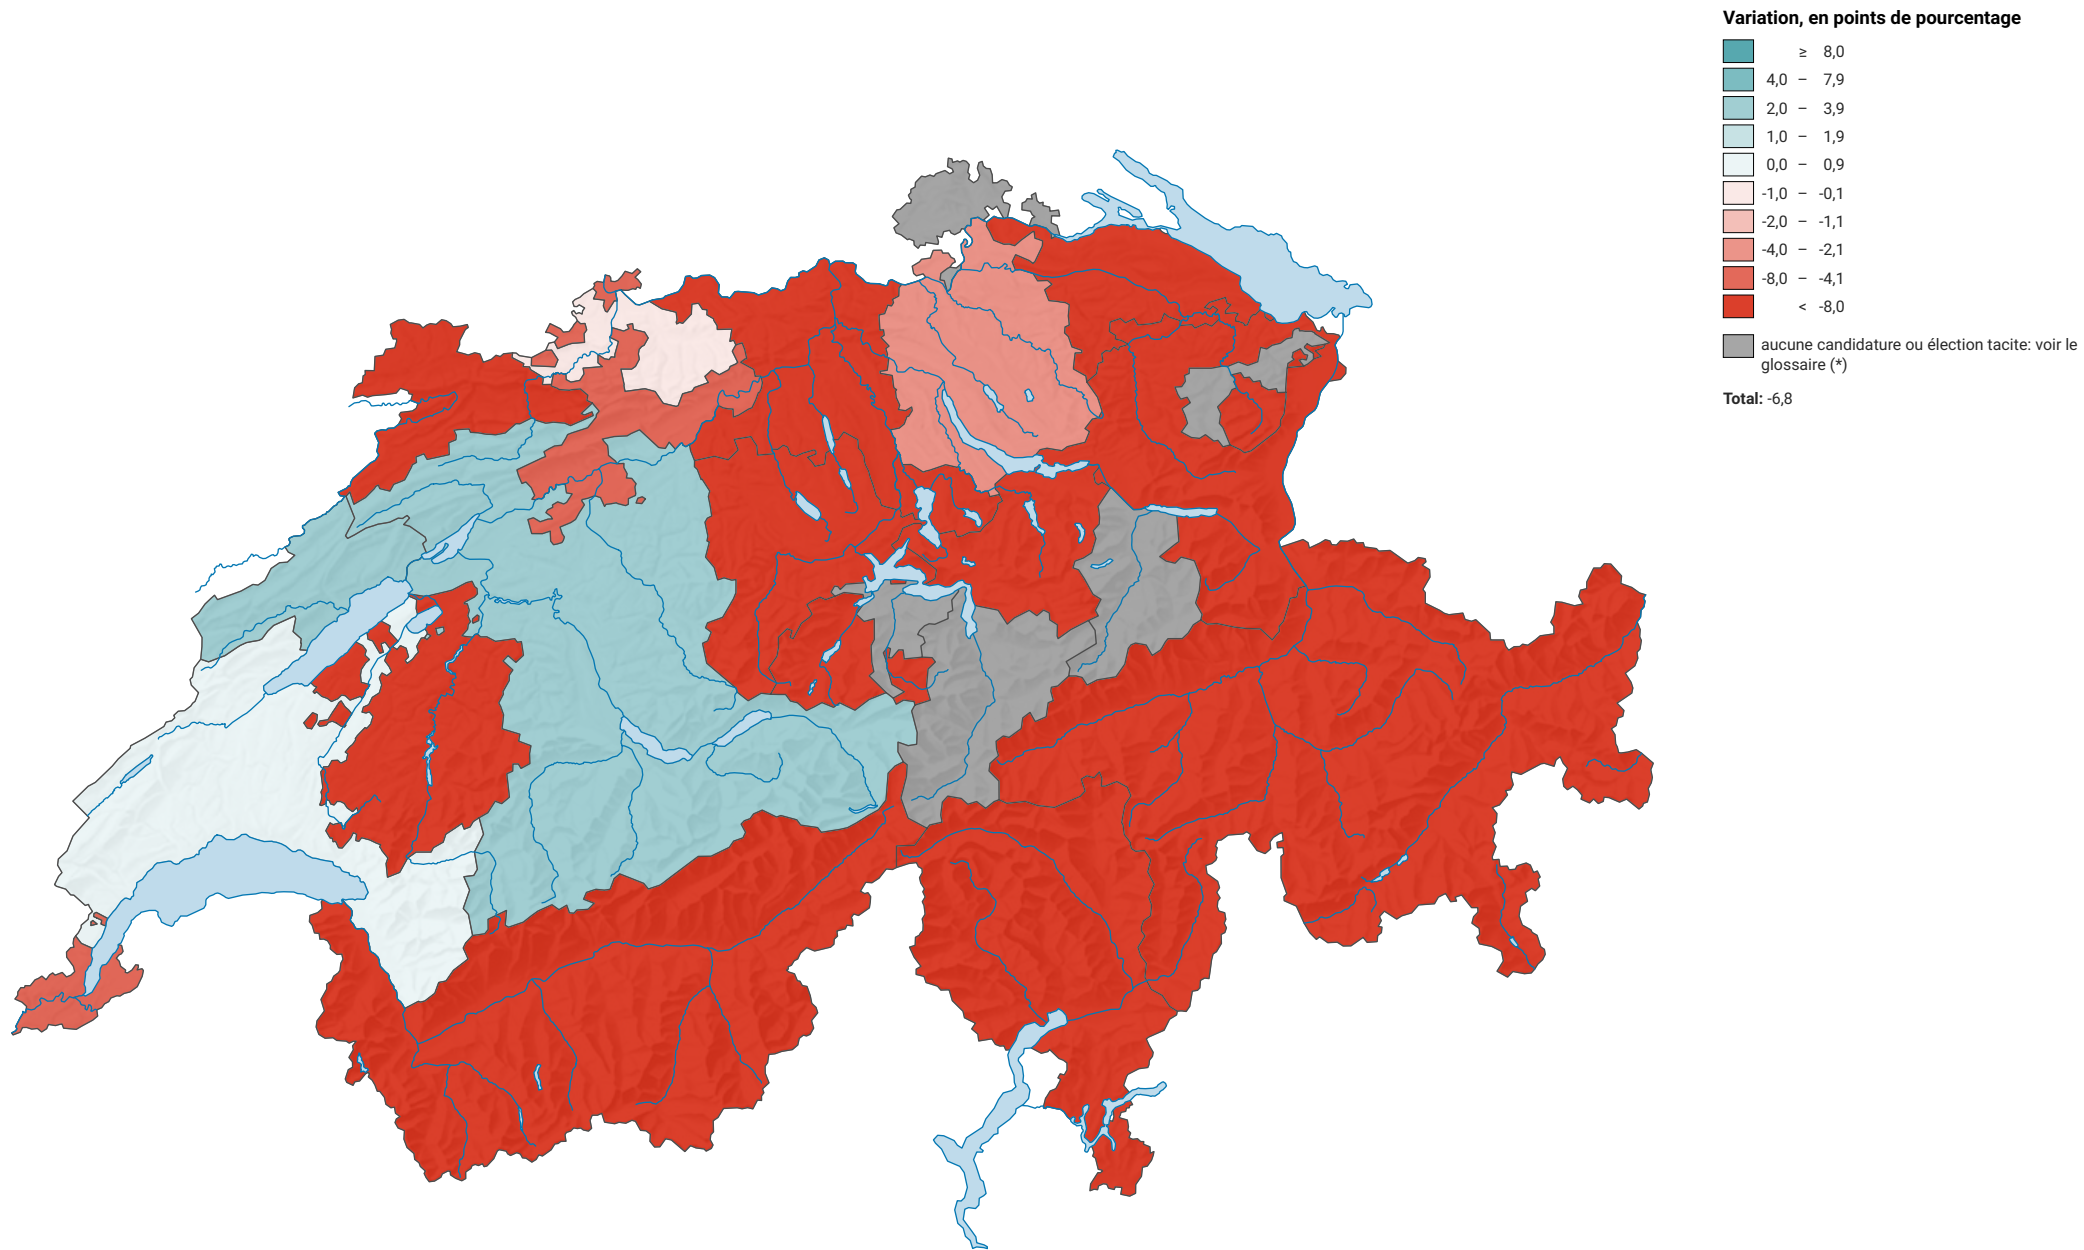 Variation, en points de pourcentage
≥ 8,0
4,0 – 7,9
2,0 – 3,9
1,0 – 1,9
0,0 – 0,9
-1,0 – -0,1
-2,0 – -1,1
-4,0 – -2,1
-8,0 – -4,1
< -8,0
aucune candidature ou élection tacite: voir le
glossaire (*)
Total: -6,8